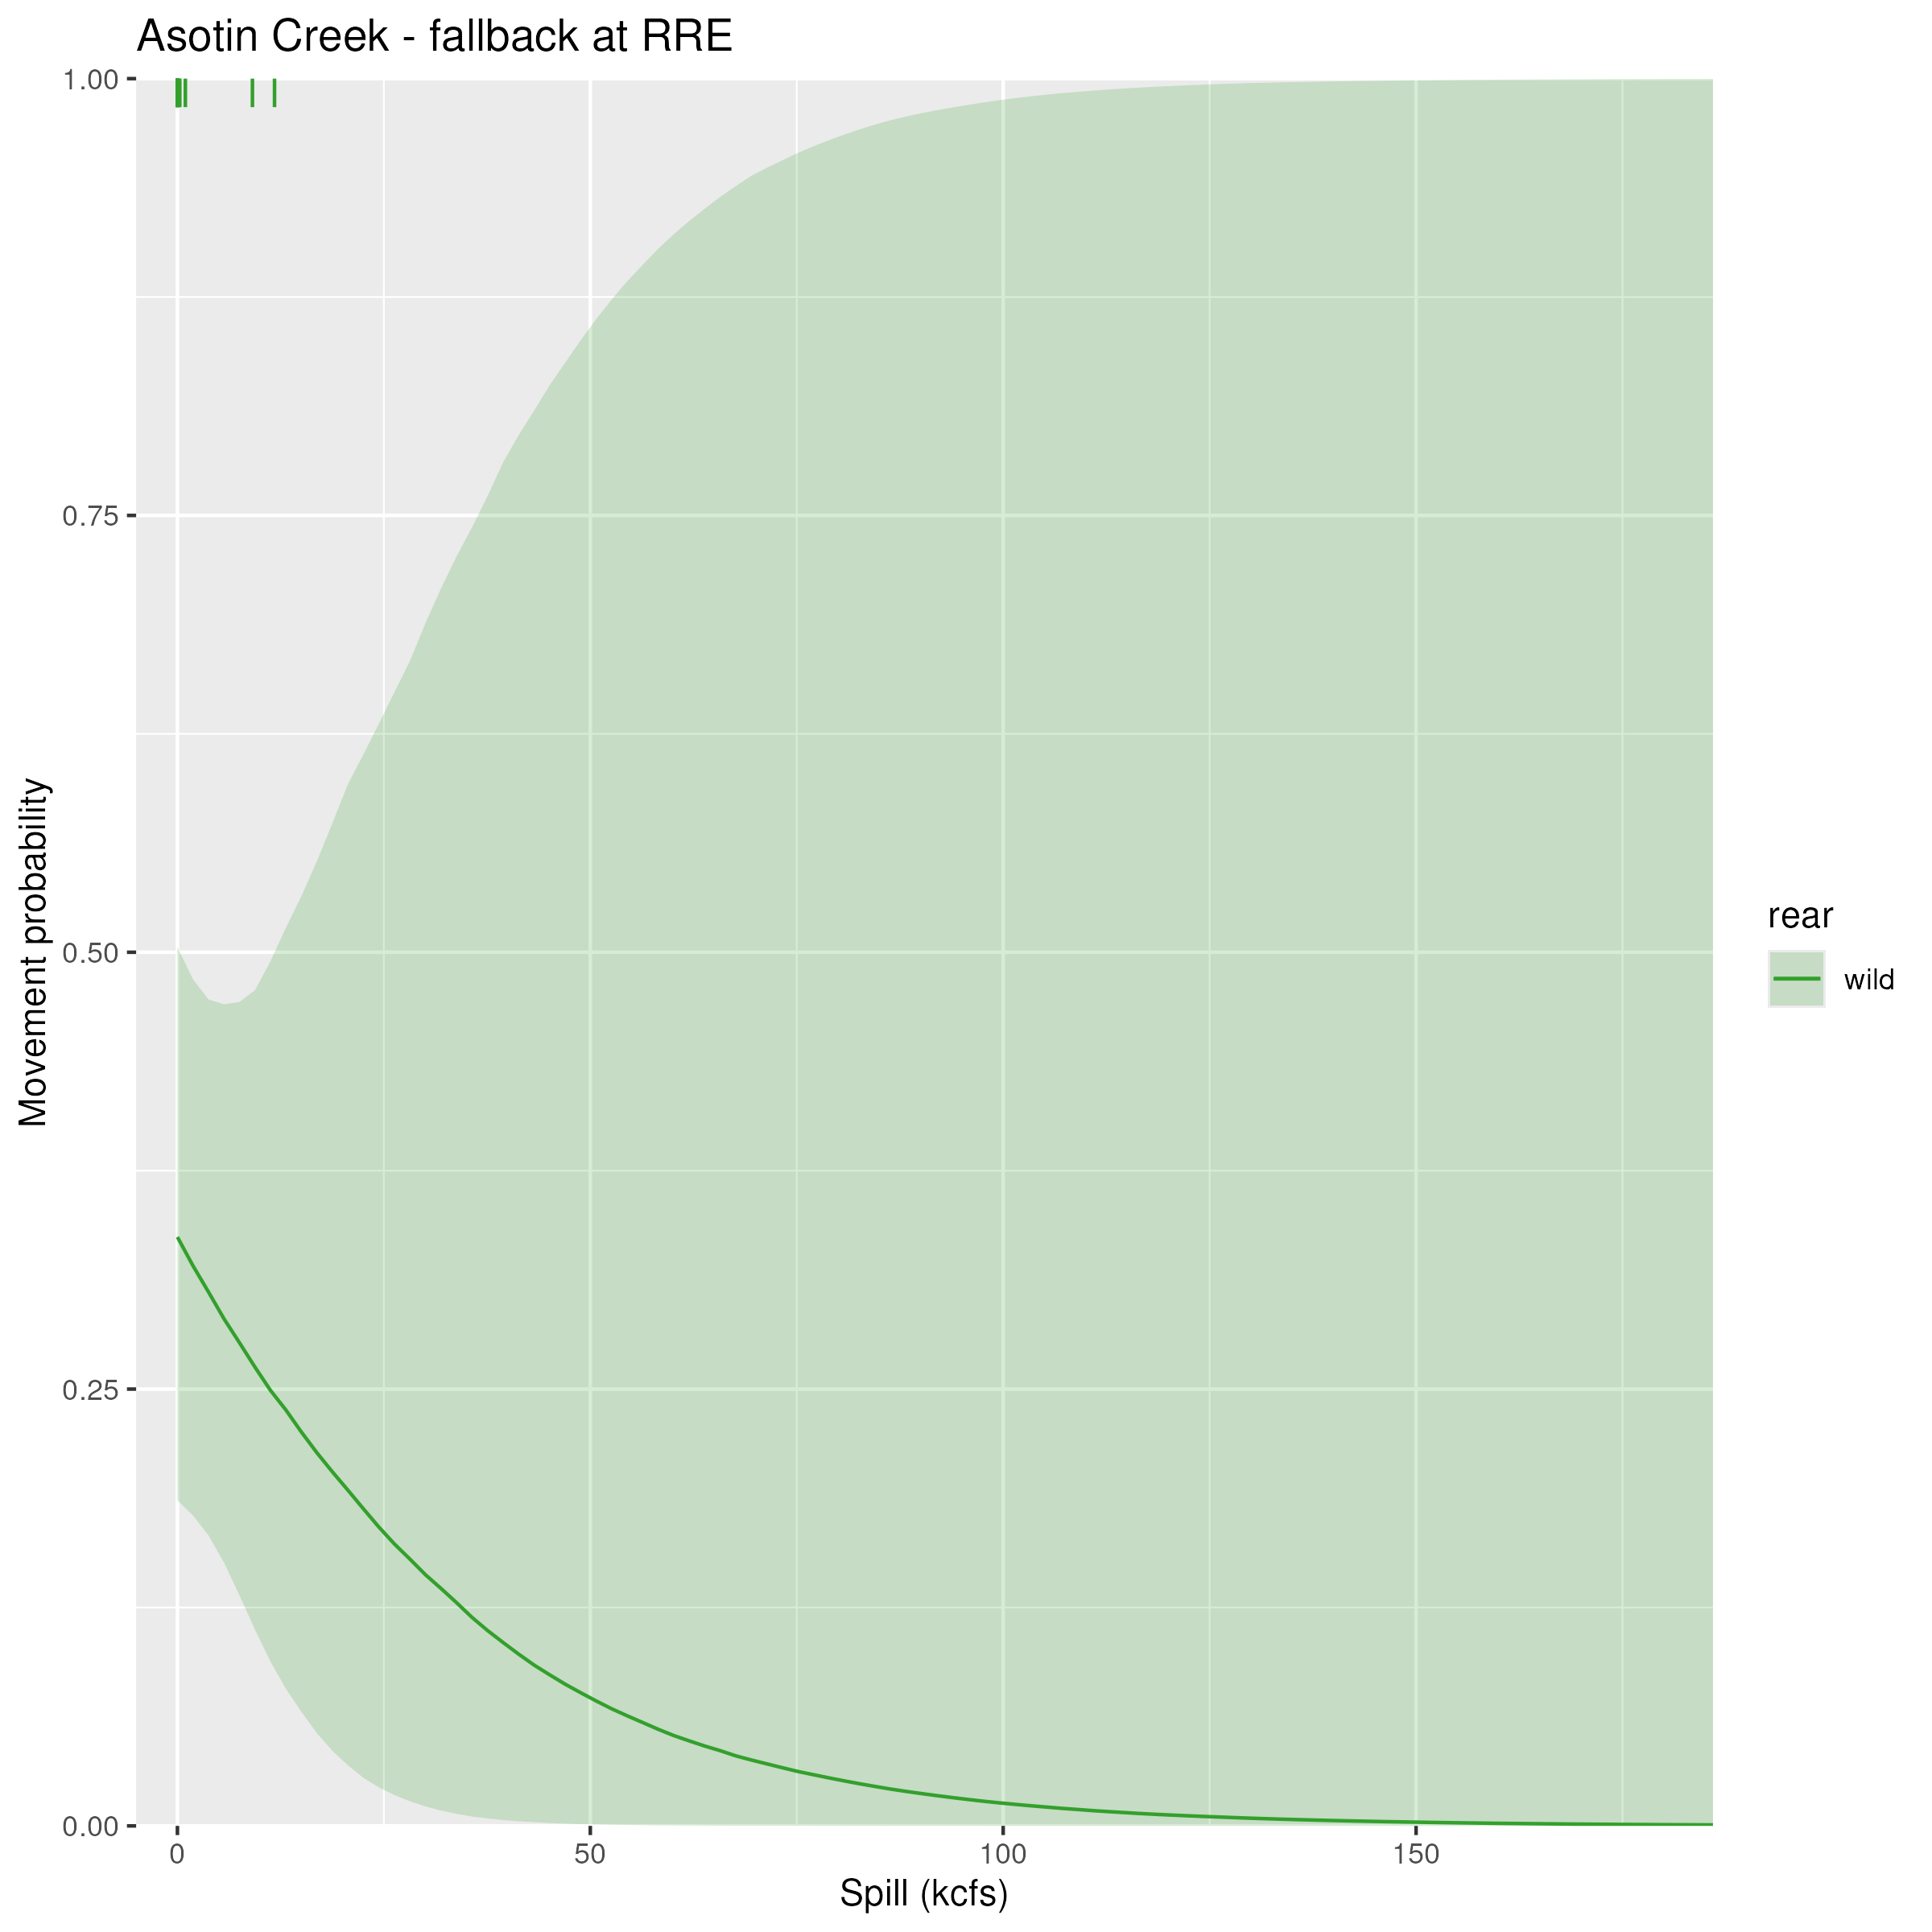 Asotin Creek - fallback at RRE
1.00
0.75
0.50
0.25
0.00
Movement probability
0
50
100
150
Spill (kcfs)
rear
wild